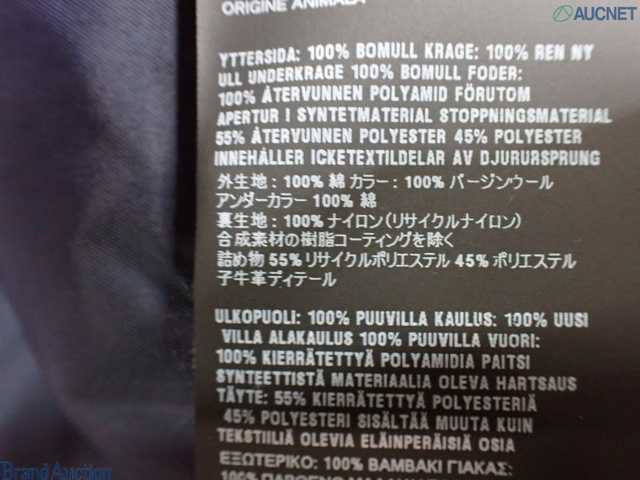 ORIGINE ANIMALA
AUCNET
YTTERSIDA: 100% BOMULL KRAGE: 100% REN NY
ULL UNDERKRAGE 100% BOMULL FODER:
100% ÅTERVUNNEN POLYAMID FÖRUTOM
APERTUR I SYNTETMATERIAL STOPPNINGSMATERIAL
55% ÅTERVUNNEN POLYESTER 45% POLYESTER
INNEHÅLLER ICKETEXTILDELAR AV DJURURSPRUNG
外生地：100% 綿 カラー：100% バージンウール
アンダーカラー 100% 綿
裏生地：100% ナイロン（リサイクルナイロン）
合成素材の樹脂コーティングを除く
詰め物 55% リサイクルポリエステル 45% ポリエステル
子牛革ディテール
ULKOPUOLI: 100% PUUVILLA KAULUS: 100% UUSI
VILLA ALAKAULUS 100% PUUVILLA VUORI:
100% KIERRÄTETTYÄ POLYAMIDIA PAITSI
SYNTEETTISTÄ MATERIAALIA OLEVA HARTSAUS
TÄYTE: 55% KIERRÄTETTYÄ POLYESTERIÄ
45% POLYESTERI SISÄLTÄÄ MUUTA KUIN
TEKSTIILIÄ OLEVIA ELÄINPERÄISIÄ OSIA
ΕΞΩΤΕΡΙΚΟ: 100% ΒΑΜΒΑΚΙ ΓΙΑΚΑΣ:
100%
Brand Auction